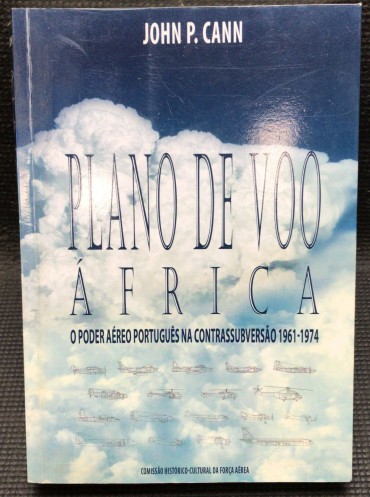 JOHN P. CANN
PLANO DE VOO
ÁFRICA
O PODER AÉREO PORTUGUÊS NA CONTRASSUBVERSÃO 1961-1974
COMISSÃO HISTÓRICO-CULTURAL DA FORÇA AÉREA